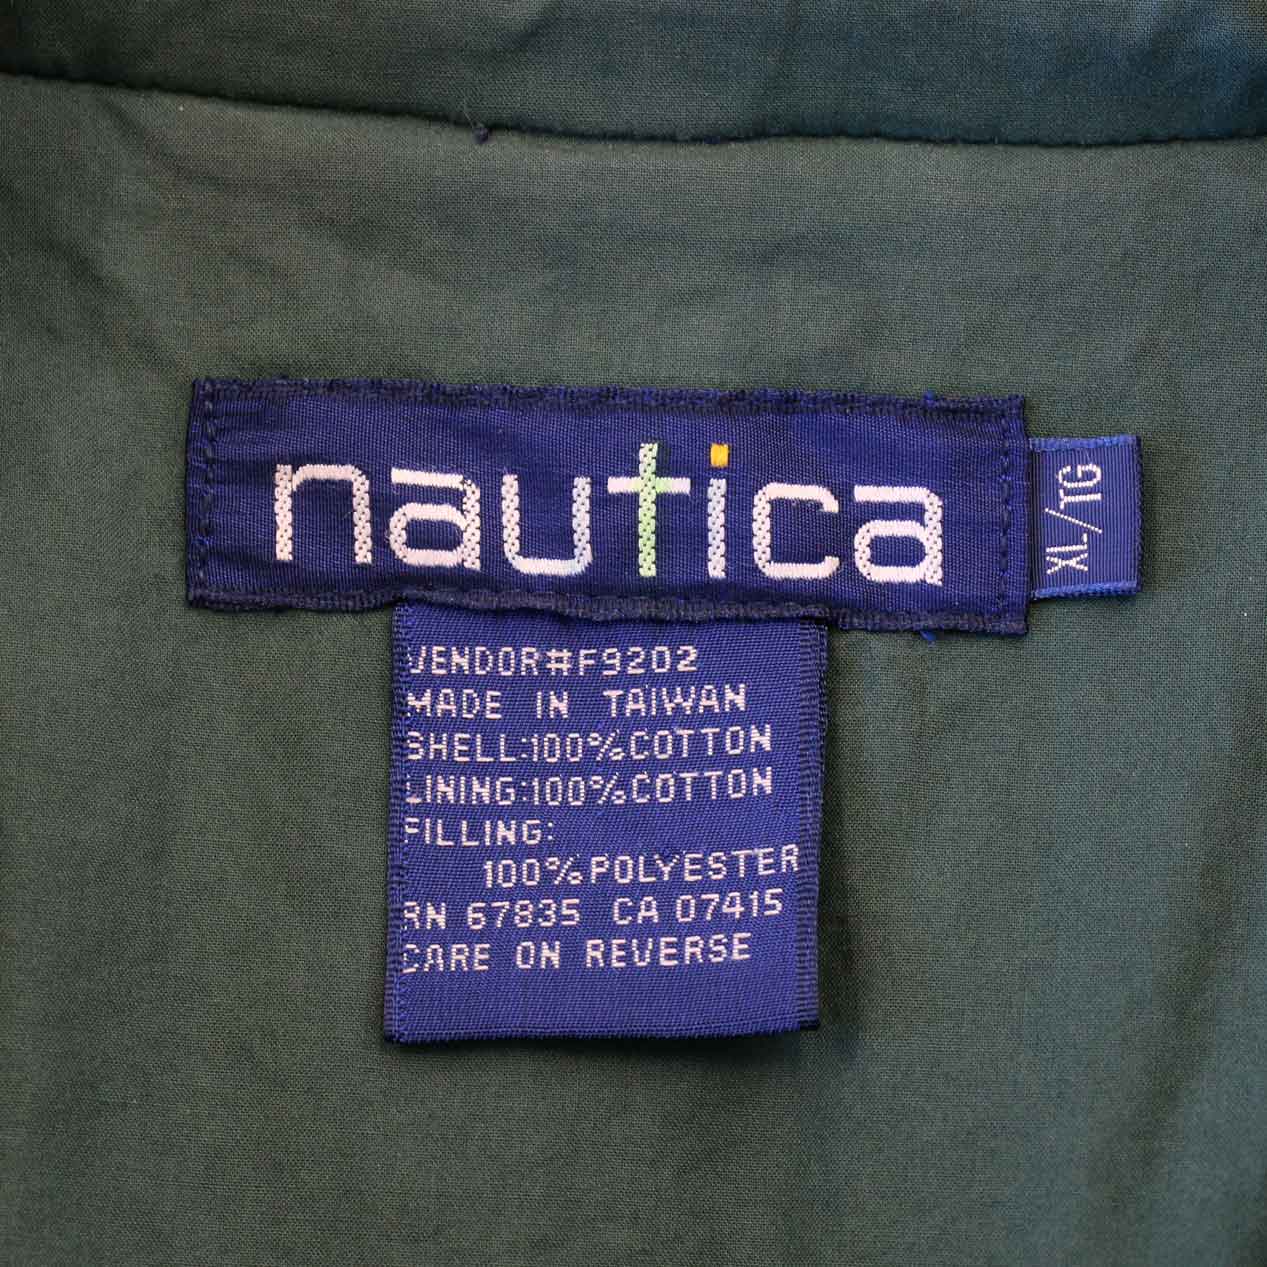 nautica
XL/TG
VENDOR#F9202
MADE IN TAIWAN
SHELL:100%COTTON
LINING:100%COTTON
FILLING:
100%POLYESTER
RN 67835 CA 07415
CARE ON REVERSE